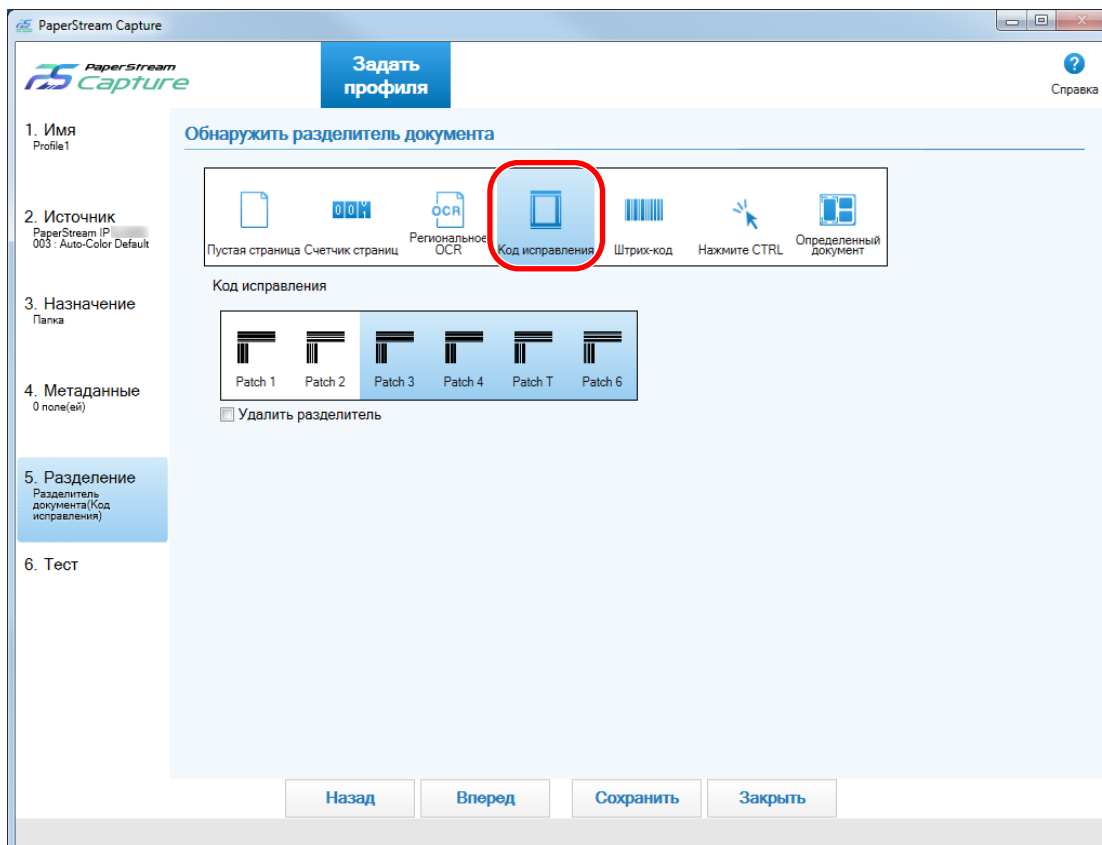 PaperStream Capture
PaperStream
Capture
Задать
профиля
Справка
1. Имя
Profile1
2. Источник
PaperStream IP
003 : Auto-Color Default
3. Назначение
Папка
4. Метаданные
0 поле(ей)
5. Разделение
Разделитель
документа(Код
исправления)
6. Тест
Обнаружить разделитель документа
Пустая страница
Счетчик страниц
OCR
Региональное
OCR
Код исправления
Штрих-код
Нажмите CTRL
Определенный
документ
Код исправления
Patch 1 Patch 2 Patch 3 Patch 4 Patch T Patch 6
Удалить разделитель
Назад Вперед Сохранить Закрыть